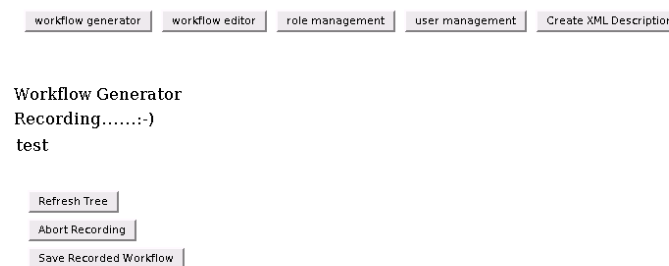 workflow generator workflow editor role management user management Create XML Description
Workflow Generator
Recording......:-)
test
Refresh Tree
Abort Recording
Save Recorded Workflow